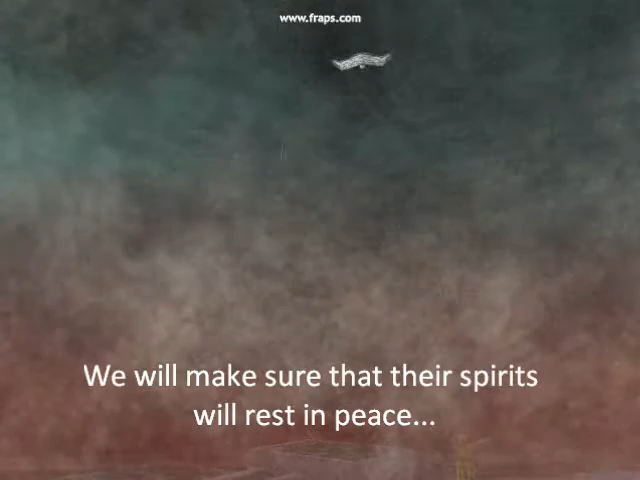 www.fraps.com
We will make sure that their spirits
will rest in peace...